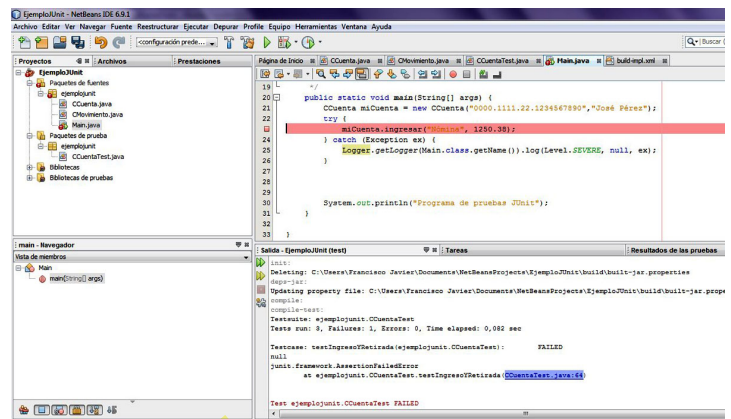 EjemploJUnit - NetBeans IDE 6.9.1
Archivo Editar Ver Navegar Fuente Reestructurar Ejecutar Depurar Profile Equipo Herramientas Ventana Ayuda
<configuración prede...
Buscar (
Proyectos
Archivos
Prestaciones
Página de Inicio
CCuenta.java
CMovimiento.java
CCuentaTest.java
Main.java
build-impl.xml
EjemploJUnit
Paquetes de fuentes
ejemplojunit
CCuenta.java
CMovimiento.java
Main.java
Paquetes de prueba
ejemplojunit
CCuentaTest.java
Bibliotecas
Bibliotecas de pruebas
19 */
20 public static void main(String[] args) {
21 CCuenta miCuenta = new CCuenta("0000.1111.22.1234567890","José Pérez");
22 try {
miCuenta.ingresar("Nómina", 1250.38);
24 } catch (Exception ex) {
25 Logger.getLogger(Main.class.getName()).log(Level.SEVERE, null, ex);
26 }
27
28
29
30 System.out.println("Programa de pruebas JUnit");
31 }
32
33 }
main - Navegador
Vista de miembros
Main
main(String[] args)
Salida - EjemploJUnit (test)
Tareas
Resultados de las pruebas
init:
Deleting: C:\Users\Francisco Javier\Documents\NetBeansProjects\EjemploJUnit\build\built-jar.properties
deps-jar:
Updating property file: C:\Users\Francisco Javier\Documents\NetBeansProjects\EjemploJUnit\build\built-jar.prope
compile:
compile-test:
Testsuite: ejemplojunit.CCuentaTest
Tests run: 3, Failures: 1, Errors: 0, Time elapsed: 0,082 sec
Testcase: testIngresoYRetirada(ejemplojunit.CCuentaTest): FAILED
null
junit.framework.AssertionFailedError
at ejemplojunit.CCuentaTest.testIngresoYRetirada(CCuentaTest.java:64)
Test ejemplojunit.CCuentaTest FAILED